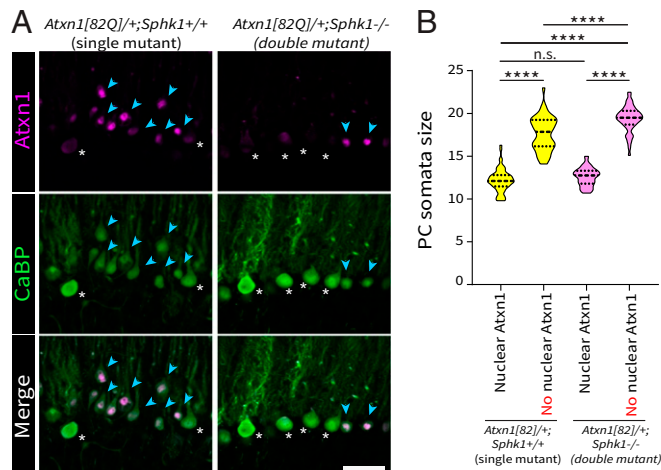 A
Atxn1[82Q]/+;Sphk1+/+
(single mutant)
Atxn1[82Q]/+;Sphk1-/-
(double mutant)
Atxn1
CaBP
Merge
* * * * * *
* * * * * *
* * * * * *
B
****
****
n.s.
**** ****
PC somata size
25
20
15
10
5
0
Nuclear Atxn1
No nuclear Atxn1
Nuclear Atxn1
No nuclear Atxn1
Atxn1[82]/+;
Sphk1+/+
(single mutant)
Atxn1[82]/+;
Sphk1-/-
(double mutant)